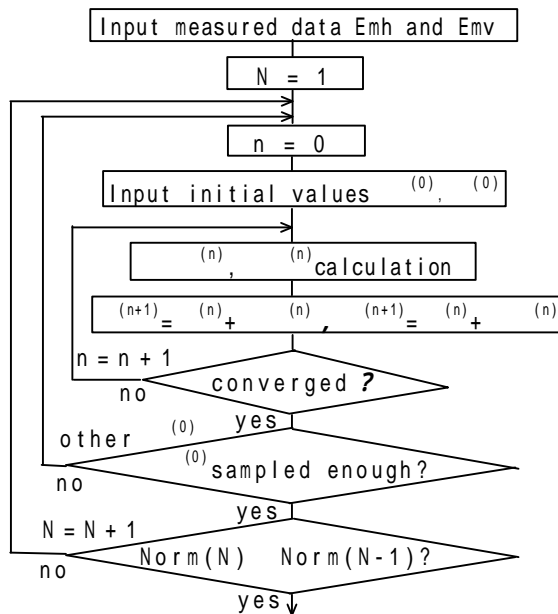 Input measured data Emh and Emv
N = 1
n = 0
Input initial values (0), (0)
(n), (n) calculation
(n+1) = (n) + (n), (n+1) = (n) + (n)
n = n + 1
converged ?
no
yes
other (0)
(0) sampled enough?
no
yes
N = N + 1
Norm(N) Norm(N-1)?
no
yes